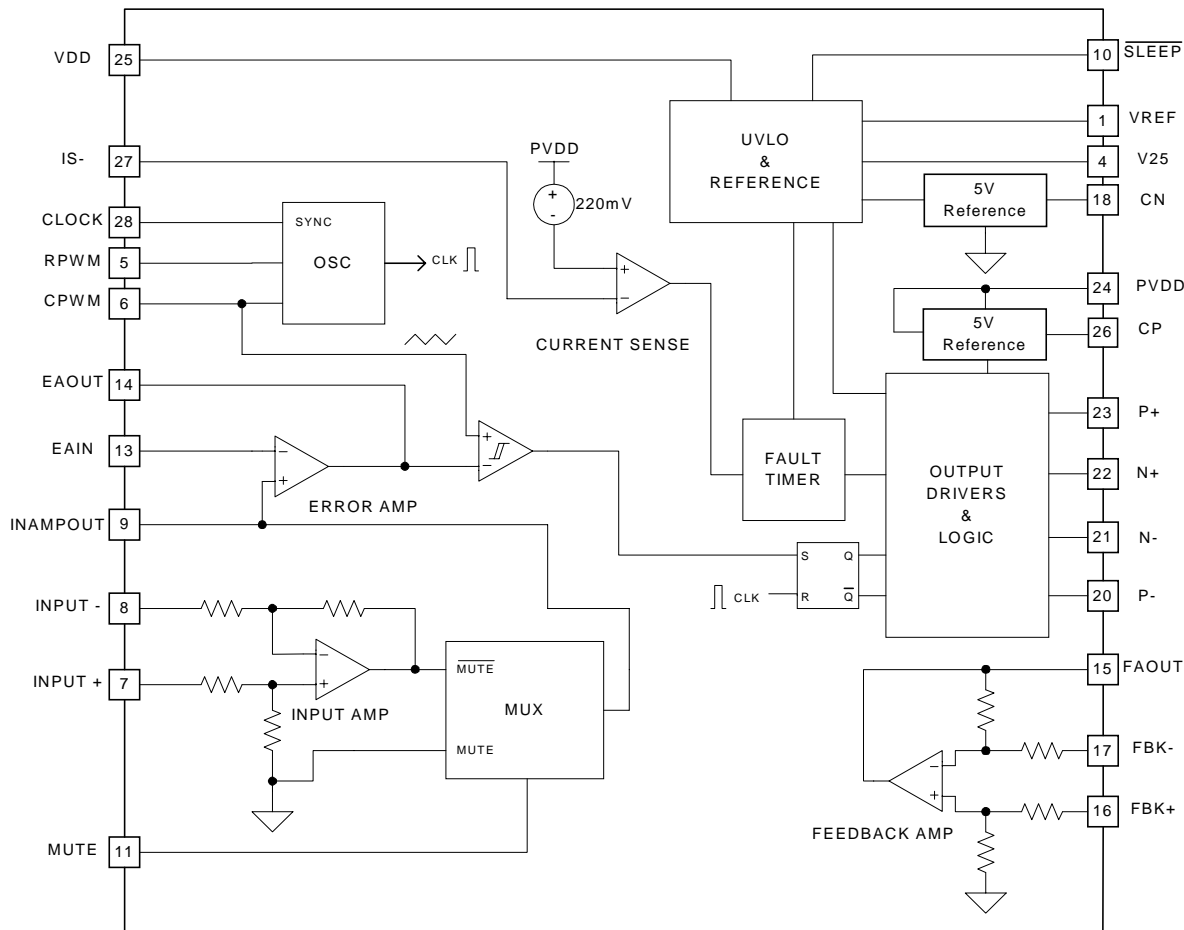 VDD 25
10 SLEEP
1 VREF
UVLO
&
REFERENCE
IS- 27
PVDD
4 V25
+
-
220mV
5V
Reference
18 CN
CLOCK 28
SYNC
RPWM 5
OSC
CLK
CPWM 6
+
-
CURRENT SENSE
24 PVDD
5V
Reference
26 CP
EAOUT 14
23 P+
EAIN 13
-
+
ERROR AMP
+
-
FAULT
TIMER
OUTPUT
DRIVERS
&
LOGIC
22 N+
INAMPOUT 9
21 N-
S Q
CLK R Q
20 P-
INPUT - 8
-
+
INPUT AMP
INPUT + 7
MUTE
MUX
MUTE
15 FAOUT
17 FBK-
-
+
16 FBK+
FEEDBACK AMP
MUTE 11